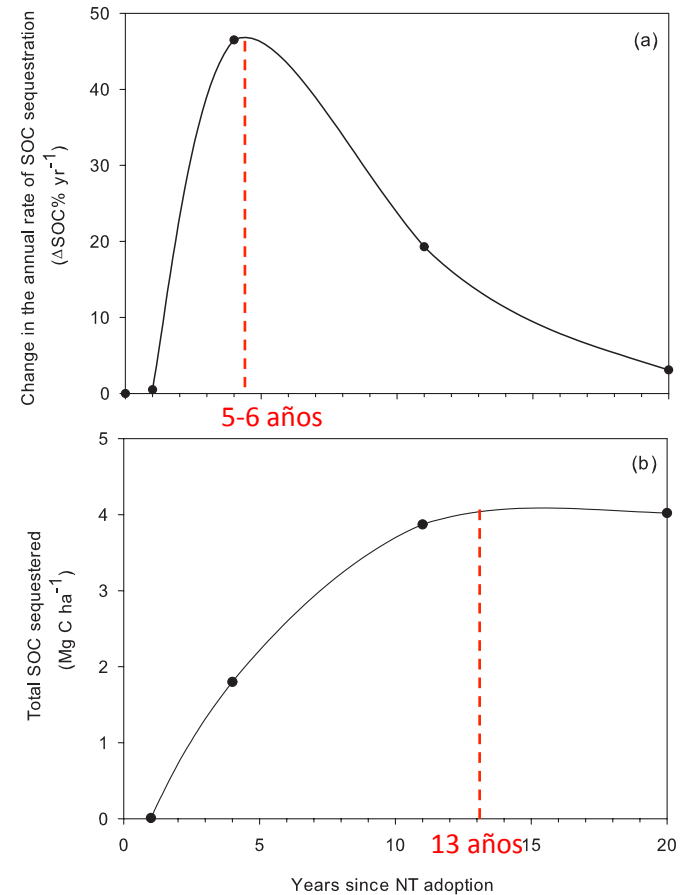 50
40
30
20
10
0
(a)
Change in the annual rate of SOC sequestration
(ΔSOC% yr-1)
5-6 años
5
4
3
2
1
0
(b)
Total SOC sequestered
(Mg C ha-1)
0 5 10 13 años 15 20
Years since NT adoption